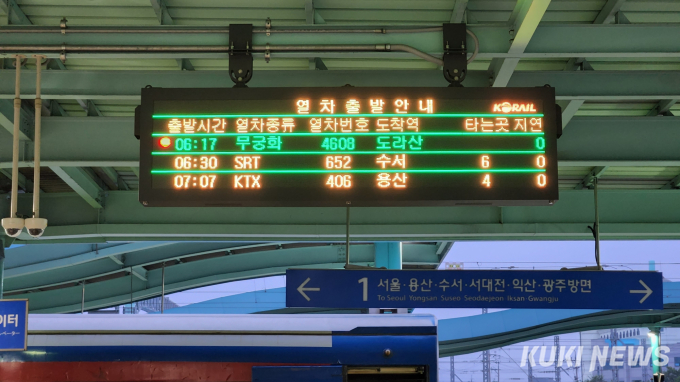 열차출발안내 KORAIL
출발시간 열차종류 열차번호 도착역 타는곳 지연
06:17 무궁화 4608 도라산 0
06:30 SRT 652 수서 6 0
07:07 KTX 406 용산 4 0
← 1 서울·용산·수서·서대전·익산·광주방면 →
To Seoul Yongsan Suseo Seodaejeon Iksan Gwangju
이터
KUKI NEWS